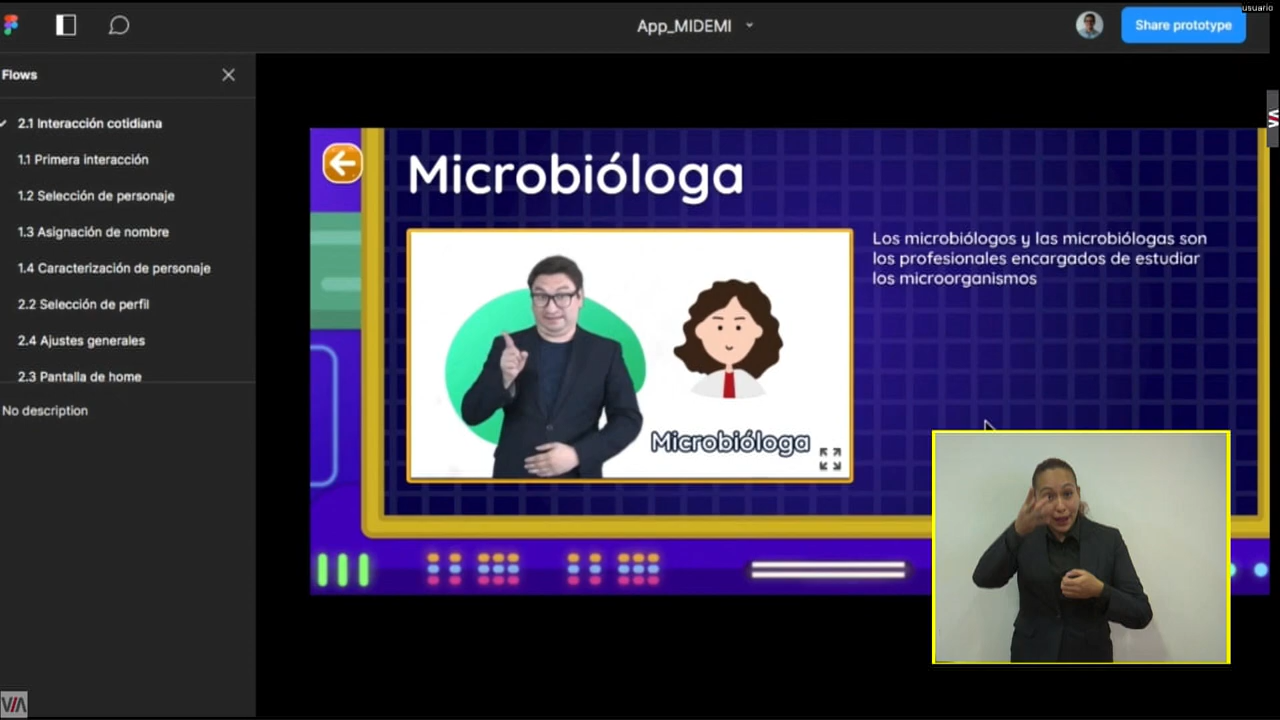 usuario
App_MIDEMI
Share prototype
Flows
2.1 Interacción cotidiana
1.1 Primera interacción
1.2 Selección de personaje
1.3 Asignación de nombre
1.4 Caracterización de personaje
2.2 Selección de perfil
2.4 Ajustes generales
2.3 Pantalla de home
No description
Microbióloga
Los microbiólogos y las microbiólogas son
los profesionales encargados de estudiar
los microorganismos
Microbióloga
VIA